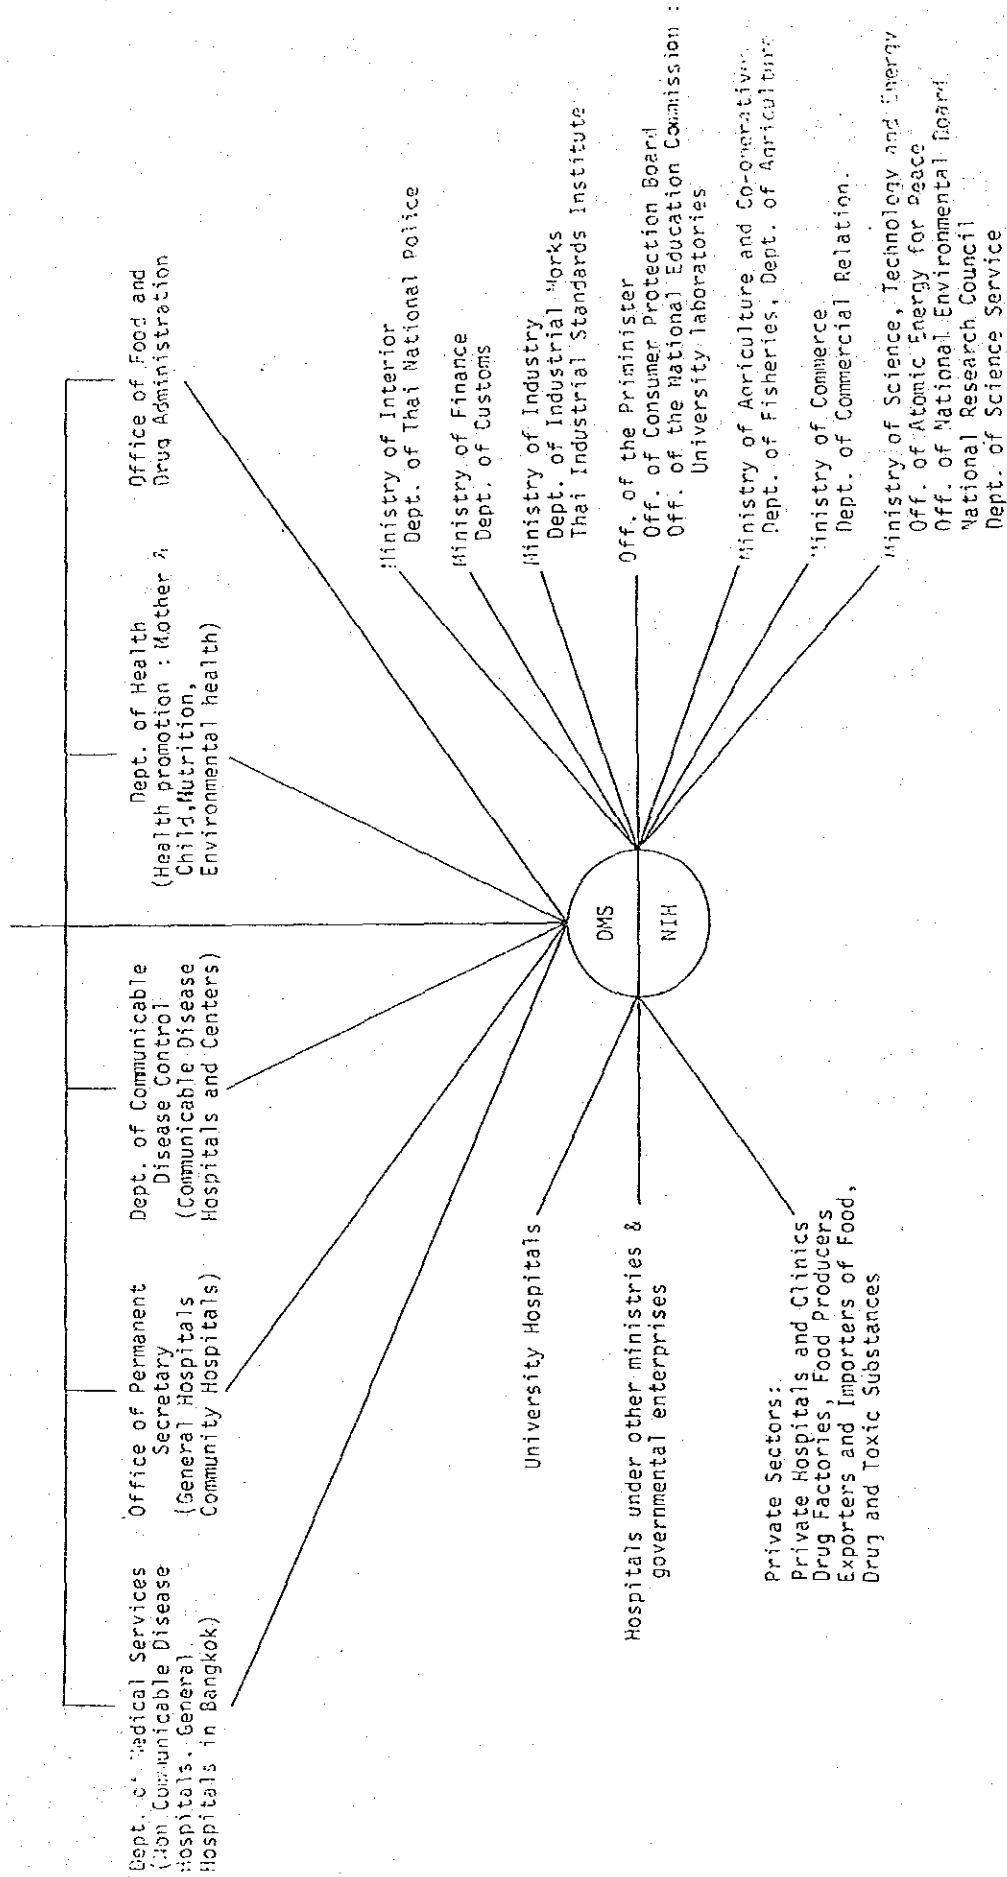 Dept. of Medical Services
(Non Communicable Disease
Hospitals. General
Hospitals in Bangkok)
Office of Permanent
Secretary
(General Hospitals
Community Hospitals)
Dept. of Communicable
Disease Control
(Communicable Disease
Hospitals and Centers)
Dept. of Health
(Health promotion : Mother &
Child,Nutrition,
Environmental health)
Office of Food and
Drug Administration
DMS
NIH
University Hospitals
Hospitals under other ministries &
governmental enterprises
Private Sectors:
Private Hospitals and Clinics
Drug Factories, Food Producers
Exporters and Importers of Food,
Drug and Toxic Substances
Ministry of Interior
Dept. of Thai National Police
Ministry of Finance
Dept. of Customs
Ministry of Industry
Dept. of Industrial Works
Thai Industrial Standards Institute
Off. of the Priminister
Off. of Consumer Protection Board
Off. of the National Education Commission :
University laboratories
Ministry of Agriculture and Co-operative
Dept. of Fisheries, Dept. of Agriculture
Ministry of Commerce
Dept. of Commercial Relation.
Ministry of Science, Technology and Energy
Off. of Atomic Energy for Peace
Off. of National Environmental Board
National Research Council
Dept. of Science Service